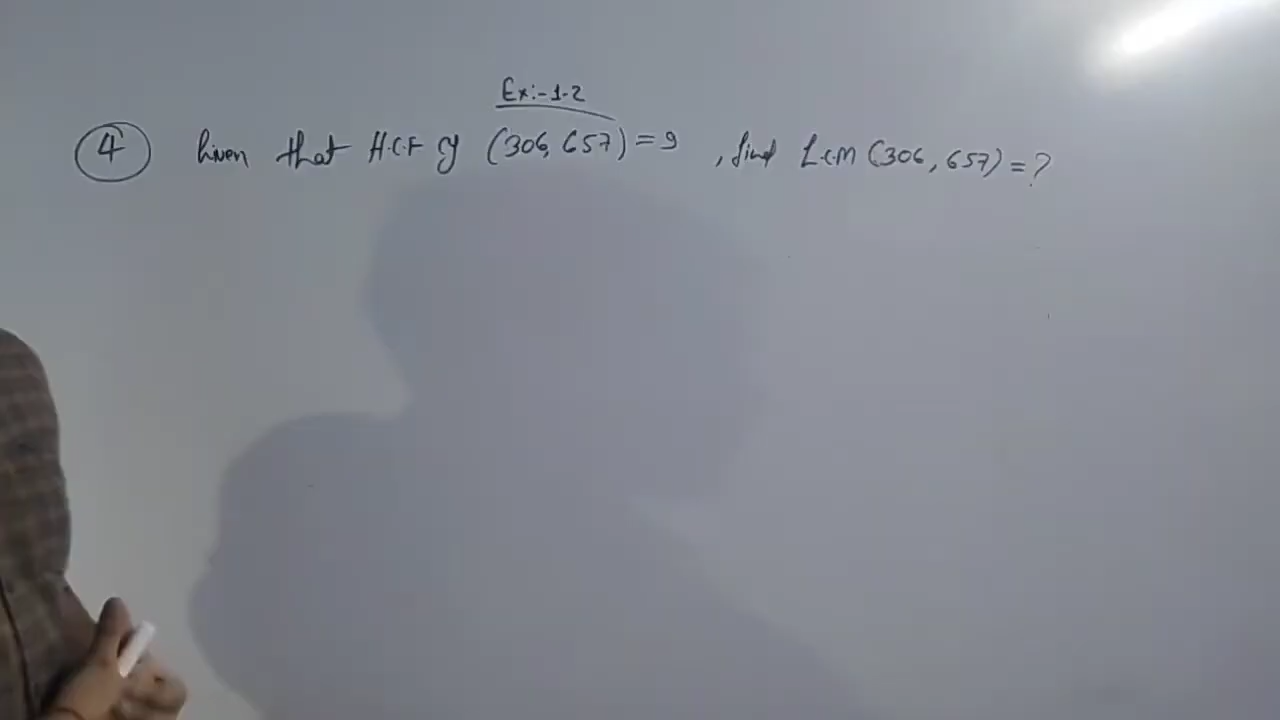 Ex:-1.2
4 Given that H.C.F of (306, 657) = 9 , find L.C.M (306, 657) = ?